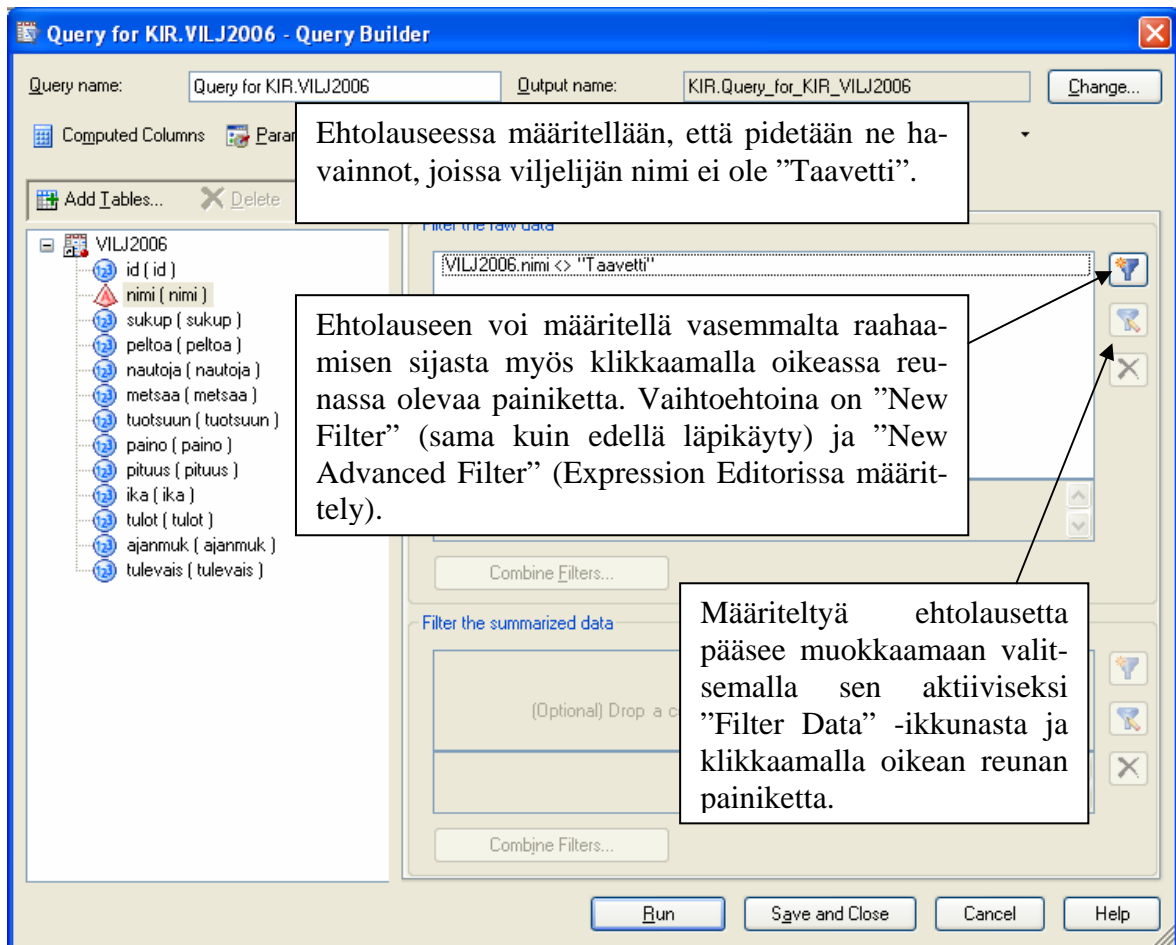 Query for KIR.VILJ2006 - Query Builder
Query name: Query for KIR.VILJ2006 Output name: KIR.Query_for_KIR_VILJ2006 Change...
Computed Columns Paran
Ehtolauseessa määritellään, että pidetään ne ha-
vainnot, joissa viljelijän nimi ei ole ”Taavetti”.
Add Tables... Delete
Filter the raw data
VILJ2006
id ( id )
nimi ( nimi )
sukup ( sukup )
peltoa ( peltoa )
nautoja ( nautoja )
metsaa ( metsaa )
tuotsuun ( tuotsuun )
paino ( paino )
pituus ( pituus )
ika ( ika )
tulot ( tulot )
ajanmuk ( ajanmuk )
tulevais ( tulevais )
VILJ2006.nimi <> "Taavetti"
Ehtolauseen voi määritellä vasemmalta raahaa-
misen sijasta myös klikkaamalla oikeassa reu-
nassa olevaa painiketta. Vaihtoehtoina on ”New
Filter” (sama kuin edellä läpikäyty) ja ”New
Advanced Filter” (Expression Editorissa määrit-
tely).
Combine Filters...
Filter the summarized data
(Optional) Drop a c
Määriteltyä ehtolausetta
pääsee muokkaamaan valit-
semalla sen aktiiviseksi
”Filter Data” -ikkunasta ja
klikkaamalla oikean reunan
painiketta.
Combine Filters...
Run Save and Close Cancel Help